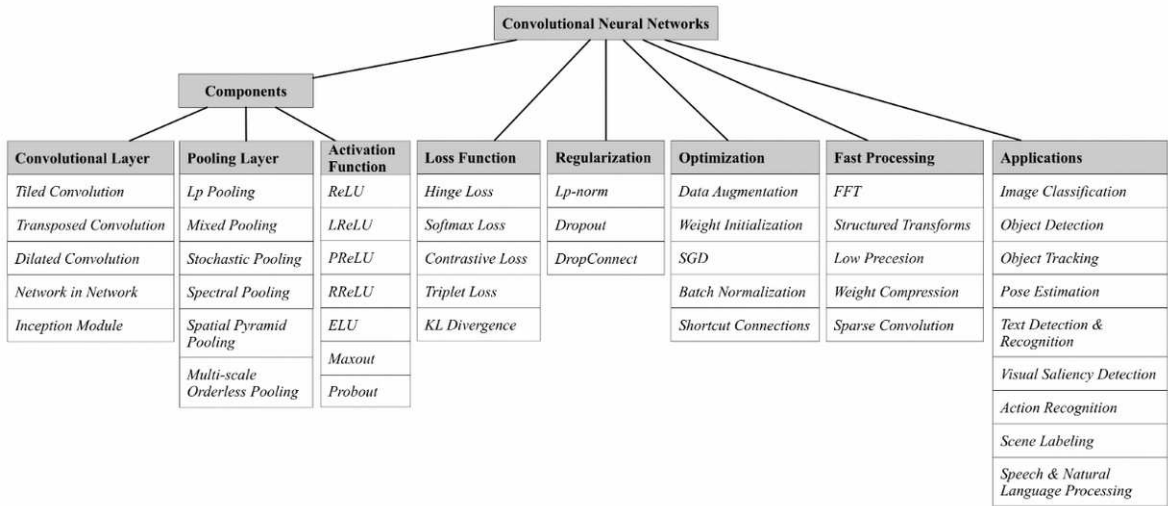 Convolutional Neural Networks
Components
Convolutional Layer
Tiled Convolution
Transposed Convolution
Dilated Convolution
Network in Network
Inception Module
Pooling Layer
Lp Pooling
Mixed Pooling
Stochastic Pooling
Spectral Pooling
Spatial Pyramid
Pooling
Multi-scale
Orderless Pooling
Activation
Function
ReLU
LReLU
PReLU
RReLU
ELU
Maxout
Probout
Loss Function
Hinge Loss
Softmax Loss
Contrastive Loss
Triplet Loss
KL Divergence
Regularization
Lp-norm
Dropout
DropConnect
Optimization
Data Augmentation
Weight Initialization
SGD
Batch Normalization
Shortcut Connections
Fast Processing
FFT
Structured Transforms
Low Precesion
Weight Compression
Sparse Convolution
Applications
Image Classification
Object Detection
Object Tracking
Pose Estimation
Text Detection &
Recognition
Visual Saliency Detection
Action Recognition
Scene Labeling
Speech & Natural
Language Processing